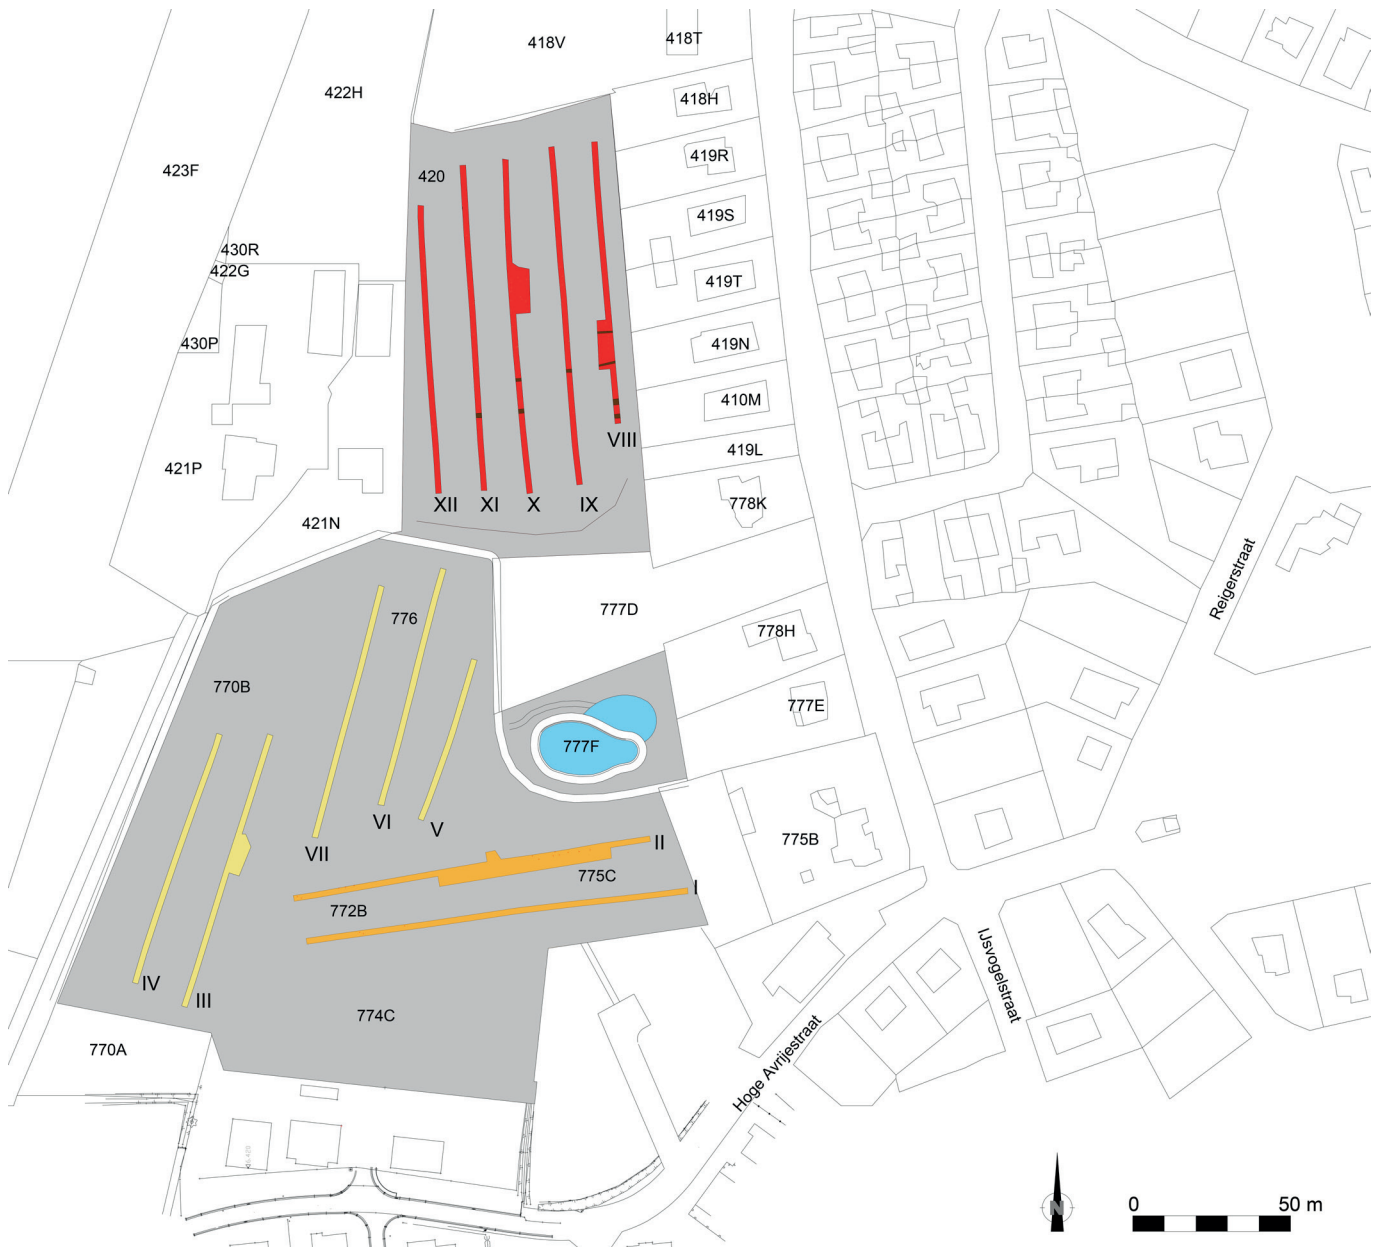 418V
418T
422H
418H
423F
420
419R
419S
430R
422G
419T
430P
419N
410M
VIII
419L
421P
XII
XI
X
IX
778K
421N
Reigerstraat
777D
776
778H
770B
777E
777F
VI
V
VII
II
775B
775C
I
772B
IV
III
IJsvogelstraat
774C
770A
Hoge Avrijestraat
N
0
50 m